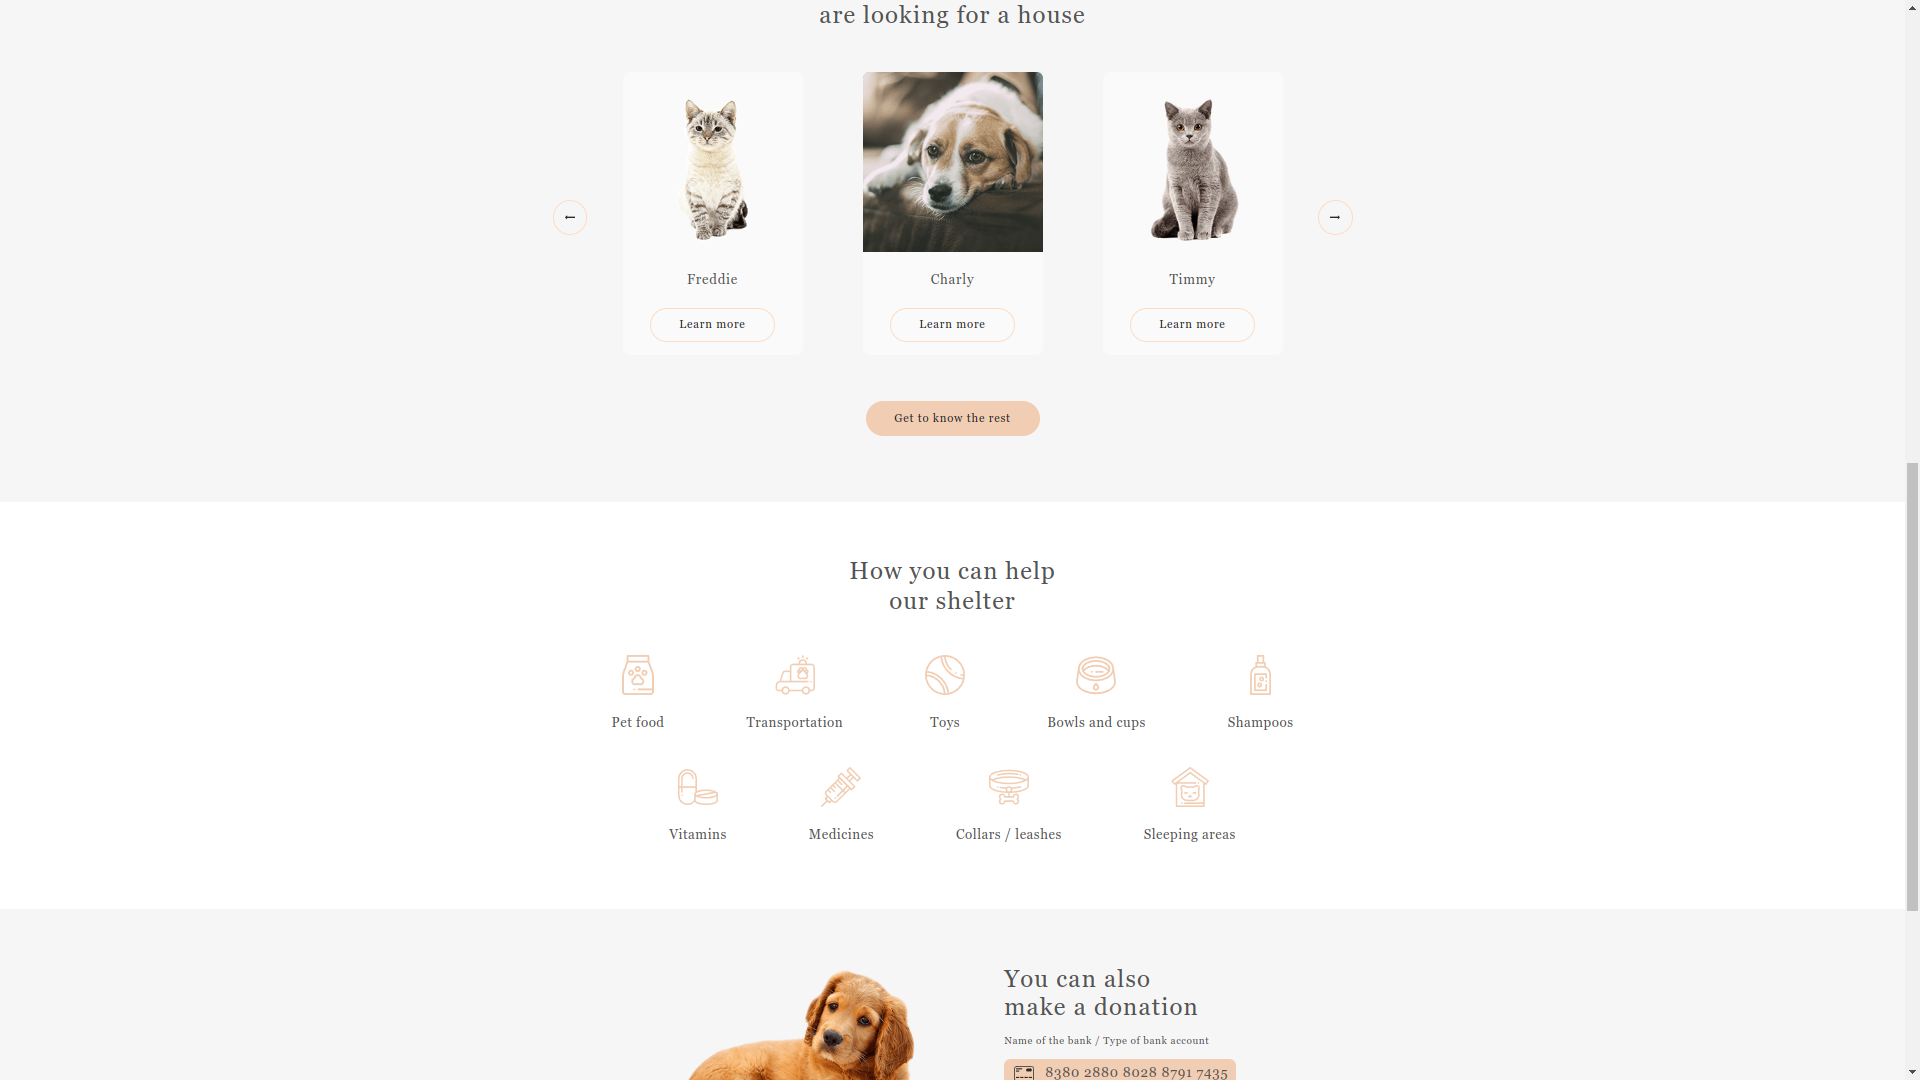 are looking for a house
←
→
Freddie
Charly
Timmy
Learn more
Learn more
Learn more
Get to know the rest
How you can help
our shelter
Pet food
Transportation
Toys
Bowls and cups
Shampoos
Vitamins
Medicines
Collars / leashes
Sleeping areas
You can also
make a donation
Name of the bank / Type of bank account
8380 2880 8028 8791 7435